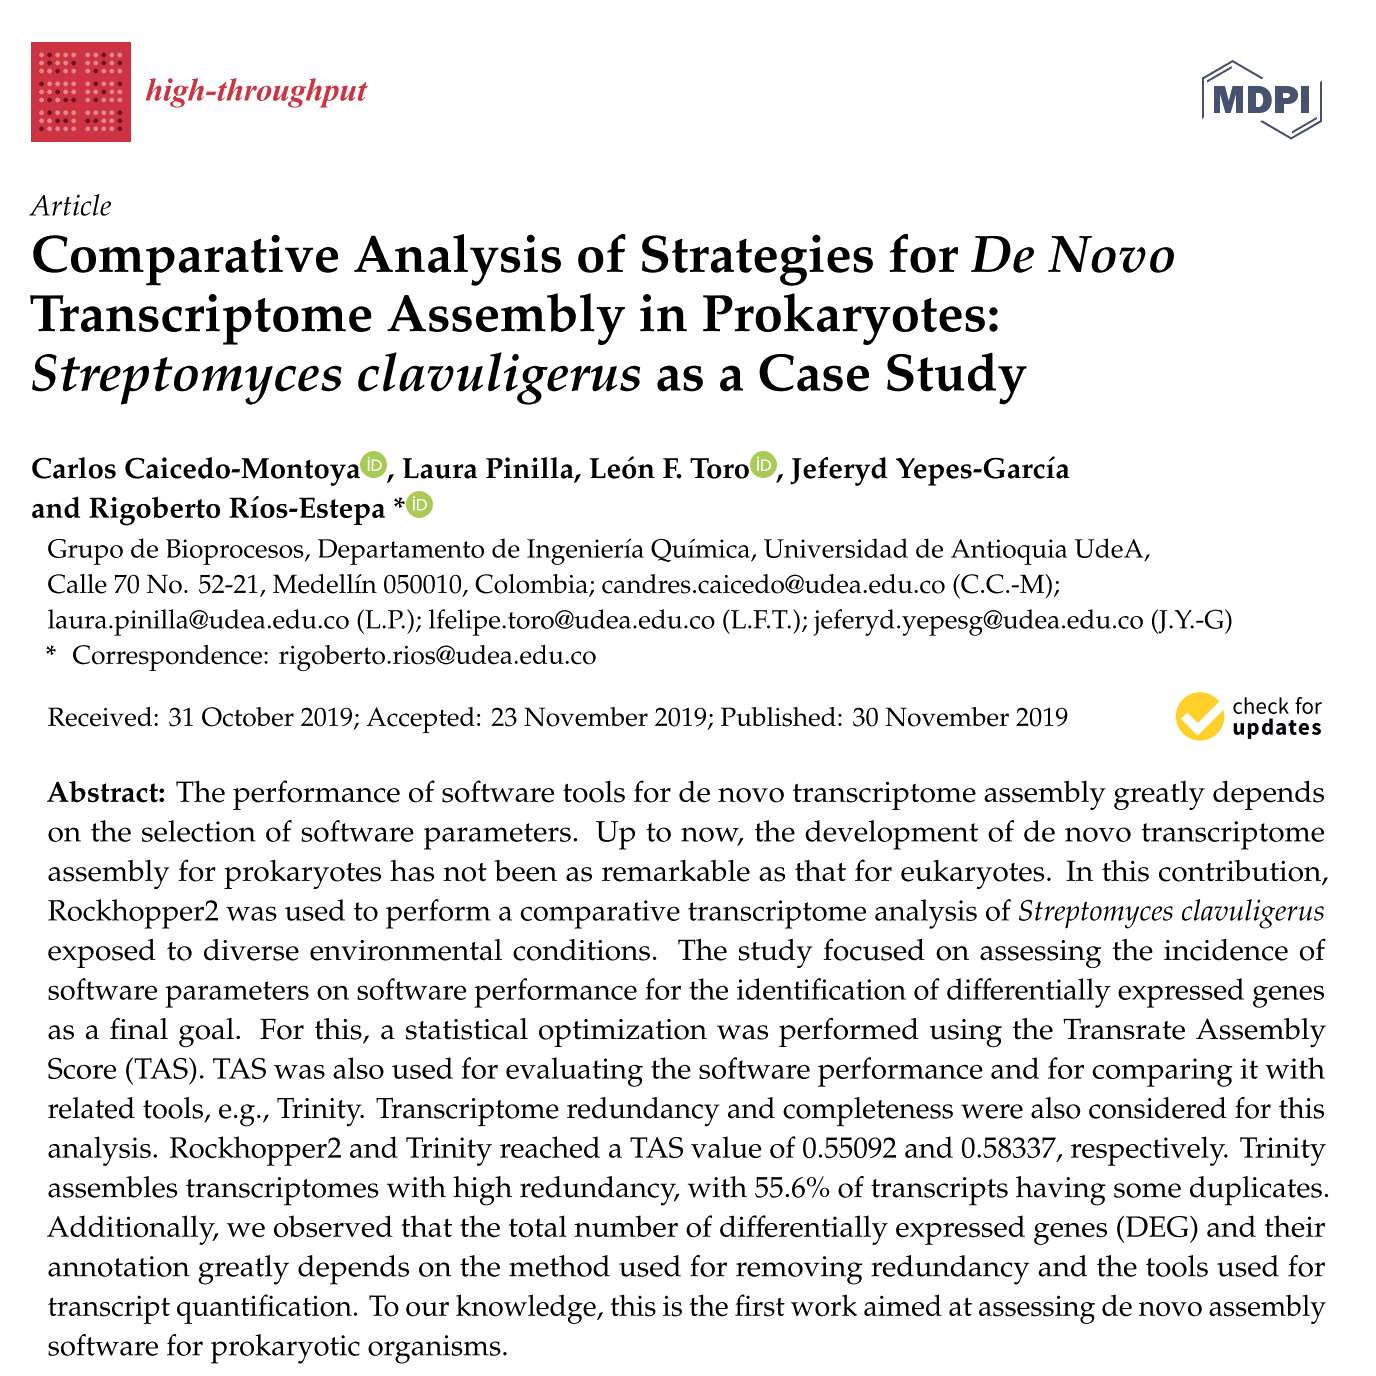 high-throughput
MDPI
Article
Comparative Analysis of Strategies for De Novo
Transcriptome Assembly in Prokaryotes:
Streptomyces clavuligerus as a Case Study
Carlos Caicedo-Montoya iD, Laura Pinilla, León F. Toro iD, Jeferyd Yepes-García
and Rigoberto Ríos-Estepa * iD
Grupo de Bioprocesos, Departamento de Ingeniería Química, Universidad de Antioquia UdeA,
Calle 70 No. 52-21, Medellín 050010, Colombia; candres.caicedo@udea.edu.co (C.C.-M);
laura.pinilla@udea.edu.co (L.P.); lfelipe.toro@udea.edu.co (L.F.T.); jeferyd.yepesg@udea.edu.co (J.Y.-G)
* Correspondence: rigoberto.rios@udea.edu.co
Received: 31 October 2019; Accepted: 23 November 2019; Published: 30 November 2019
check for
updates
Abstract: The performance of software tools for de novo transcriptome assembly greatly depends
on the selection of software parameters. Up to now, the development of de novo transcriptome
assembly for prokaryotes has not been as remarkable as that for eukaryotes. In this contribution,
Rockhopper2 was used to perform a comparative transcriptome analysis of Streptomyces clavuligerus
exposed to diverse environmental conditions. The study focused on assessing the incidence of
software parameters on software performance for the identification of differentially expressed genes
as a final goal. For this, a statistical optimization was performed using the Transrate Assembly
Score (TAS). TAS was also used for evaluating the software performance and for comparing it with
related tools, e.g., Trinity. Transcriptome redundancy and completeness were also considered for this
analysis. Rockhopper2 and Trinity reached a TAS value of 0.55092 and 0.58337, respectively. Trinity
assembles transcriptomes with high redundancy, with 55.6% of transcripts having some duplicates.
Additionally, we observed that the total number of differentially expressed genes (DEG) and their
annotation greatly depends on the method used for removing redundancy and the tools used for
transcript quantification. To our knowledge, this is the first work aimed at assessing de novo assembly
software for prokaryotic organisms.